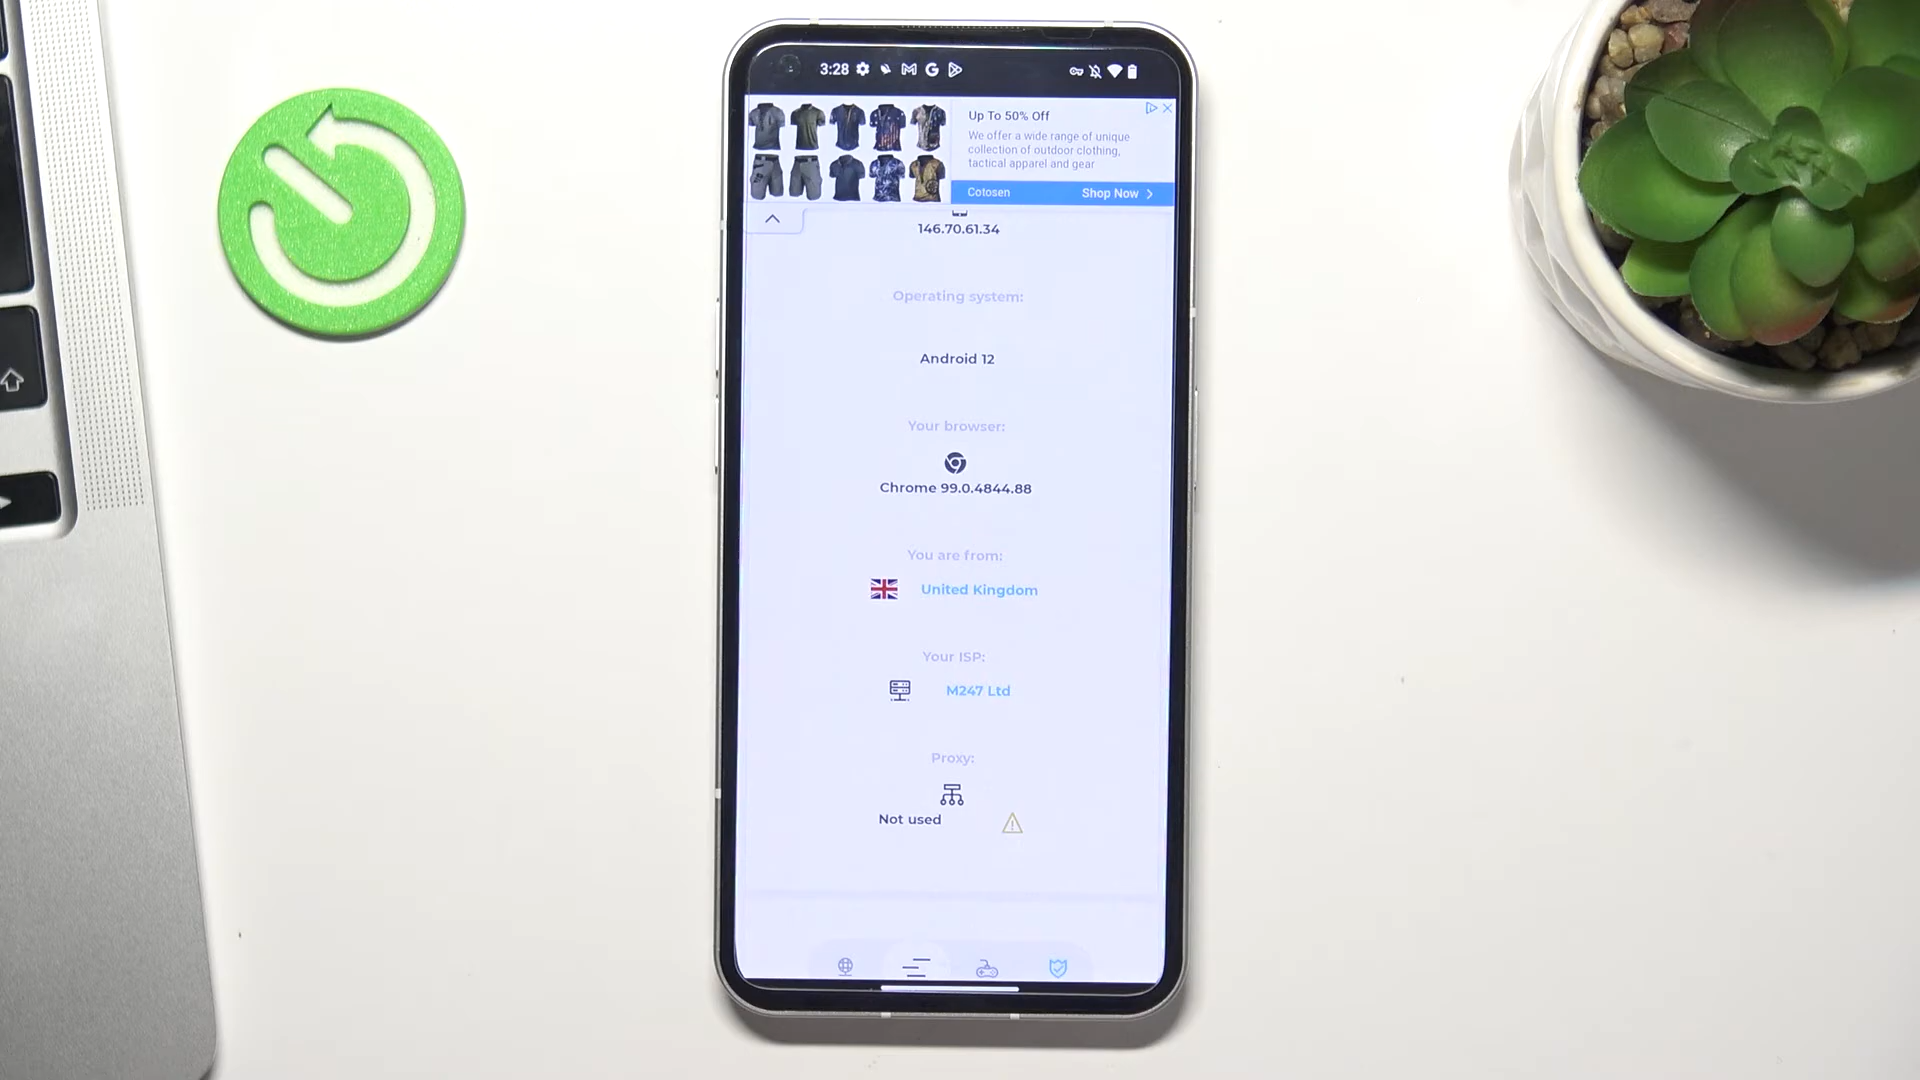 3:28
Up To 50% Off
We offer a wide range of unique
collection of outdoor clothing,
tactical apparel and gear
Cotosen Shop Now
146.70.61.34
Operating system:
Android 12
Your browser:
Chrome 99.0.4844.88
You are from:
United Kingdom
Your ISP:
M247 Ltd
Proxy:
Not used